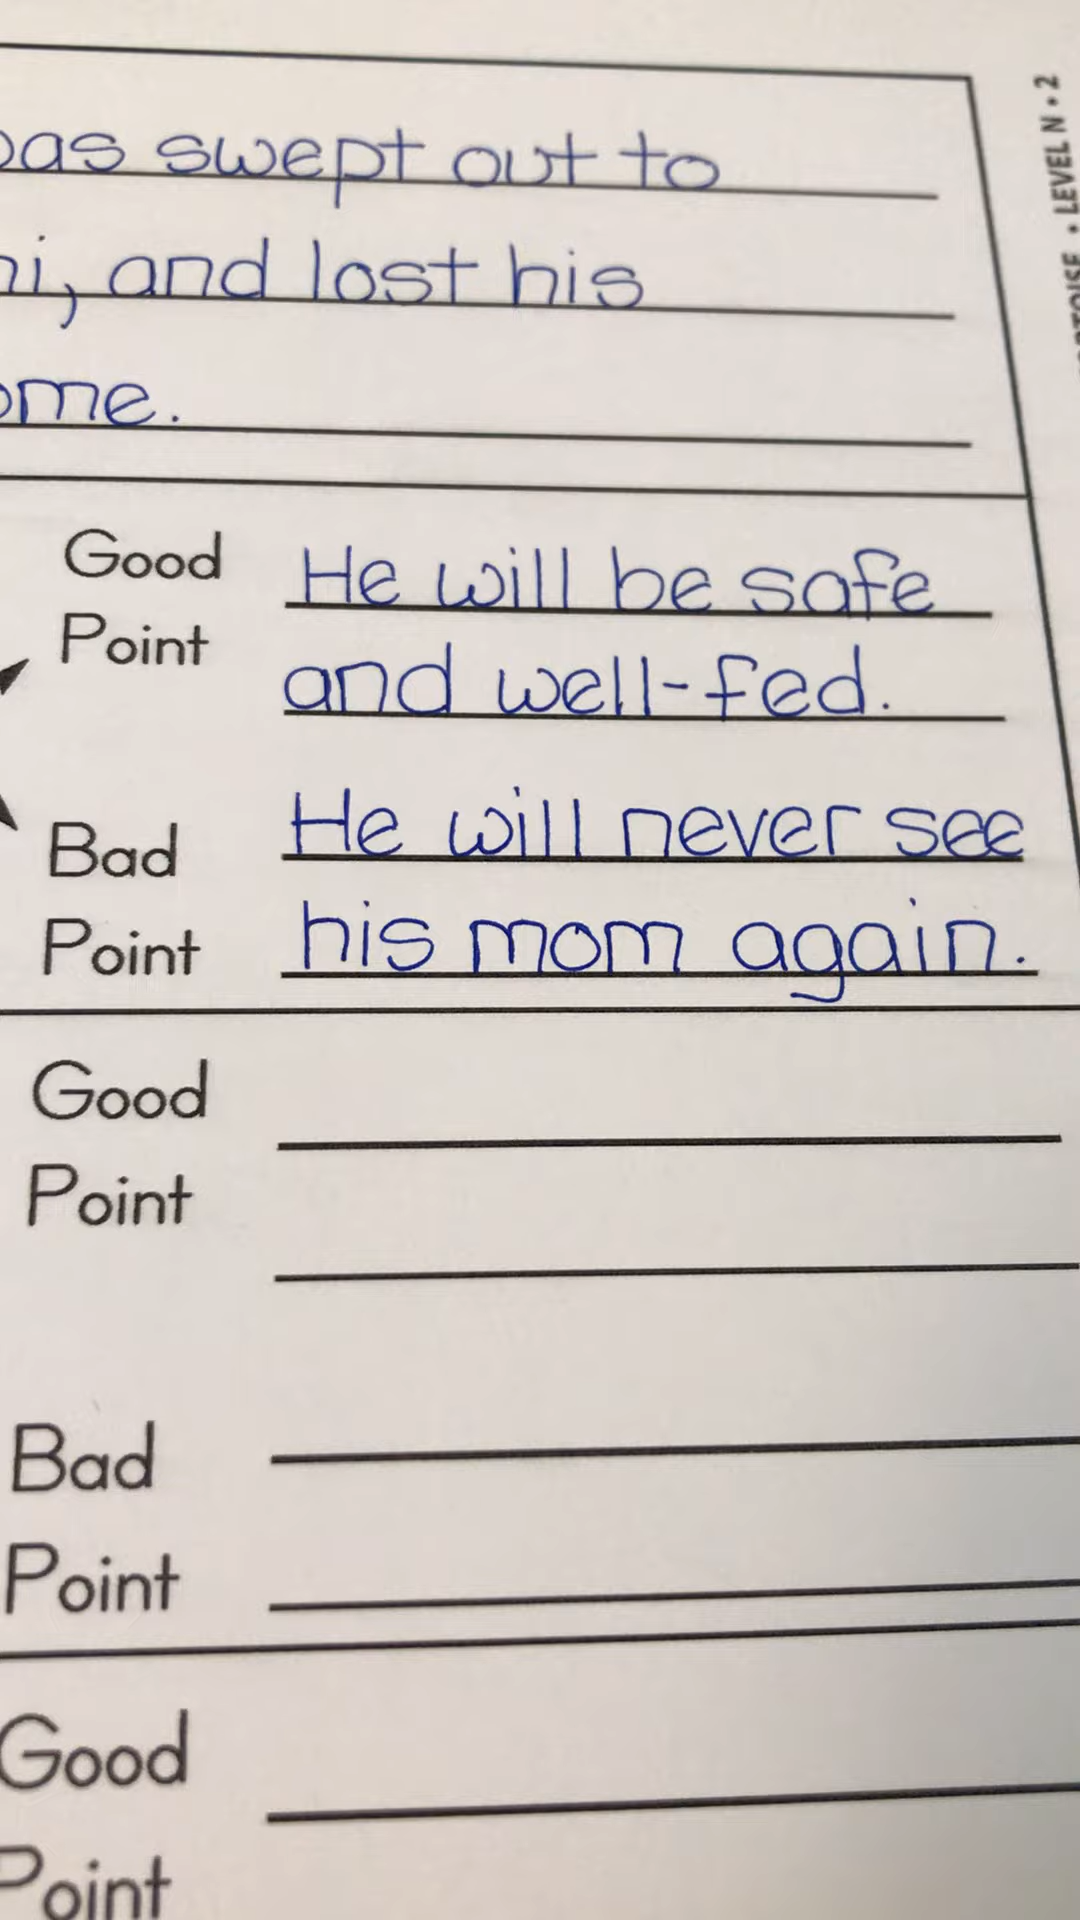 swept out to
and lost his
Good He will be safe
Point and well-fed.
Bad He will never see
Point his mom again.
Good
Point
Bad
Point
Good
Point
LEVEL N • 2